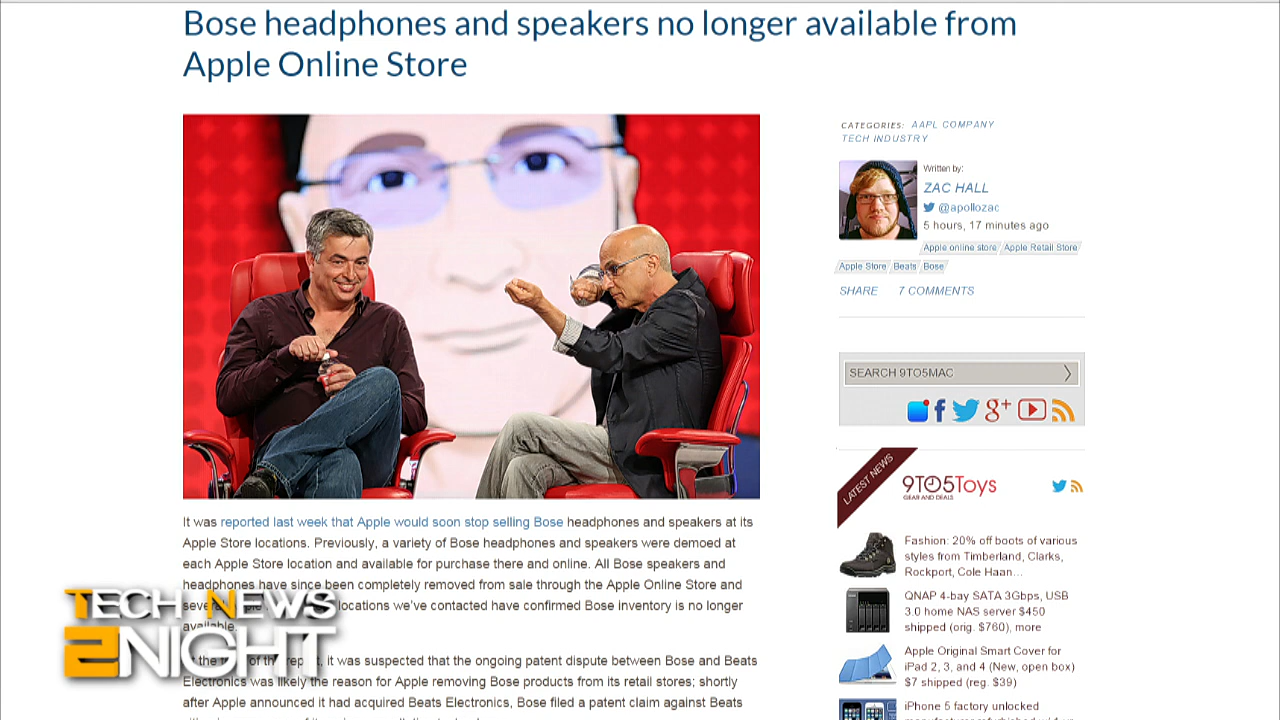 Bose headphones and speakers no longer available from
Apple Online Store
CATEGORIES: AAPL COMPANY
TECH INDUSTRY
Written by:
ZAC HALL
@apollozac
5 hours, 17 minutes ago
Apple online store Apple Retail Store
Apple Store Beats Bose
SHARE 7 COMMENTS
SEARCH 9TO5MAC
LATEST NEWS
9TO5Toys
GEAR AND DEALS
Fashion: 20% off boots of various
styles from Timberland, Clarks,
Rockport, Cole Haan...
QNAP 4-bay SATA 3Gbps, USB
3.0 home NAS server $450
shipped (orig. $760), more
Apple Original Smart Cover for
iPad 2, 3, and 4 (New, open box)
$7 shipped (reg. $39)
iPhone 5 factory unlocked
It was reported last week that Apple would soon stop selling Bose headphones and speakers at its
Apple Store locations. Previously, a variety of Bose headphones and speakers were demoed at
each Apple Store location and available for purchase there and online. All Bose speakers and
headphones have since been completely removed from sale through the Apple Online Store and
locations we've contacted have confirmed Bose inventory is no longer
available.
it was suspected that the ongoing patent dispute between Bose and Beats
Electronics was likely the reason for Apple removing Bose products from its retail stores; shortly
after Apple announced it had acquired Beats Electronics, Bose filed a patent claim against Beats
TECH NEWS
2NIGHT